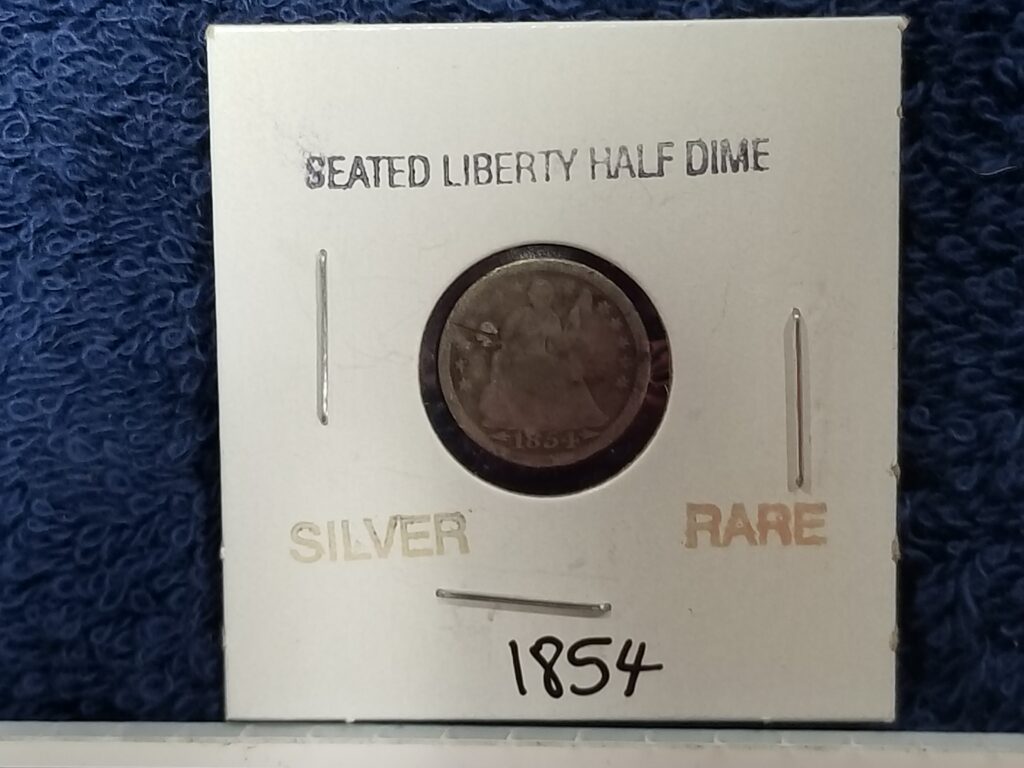 SEATED LIBERTY HALF DIME
1854
SILVER RARE
1854